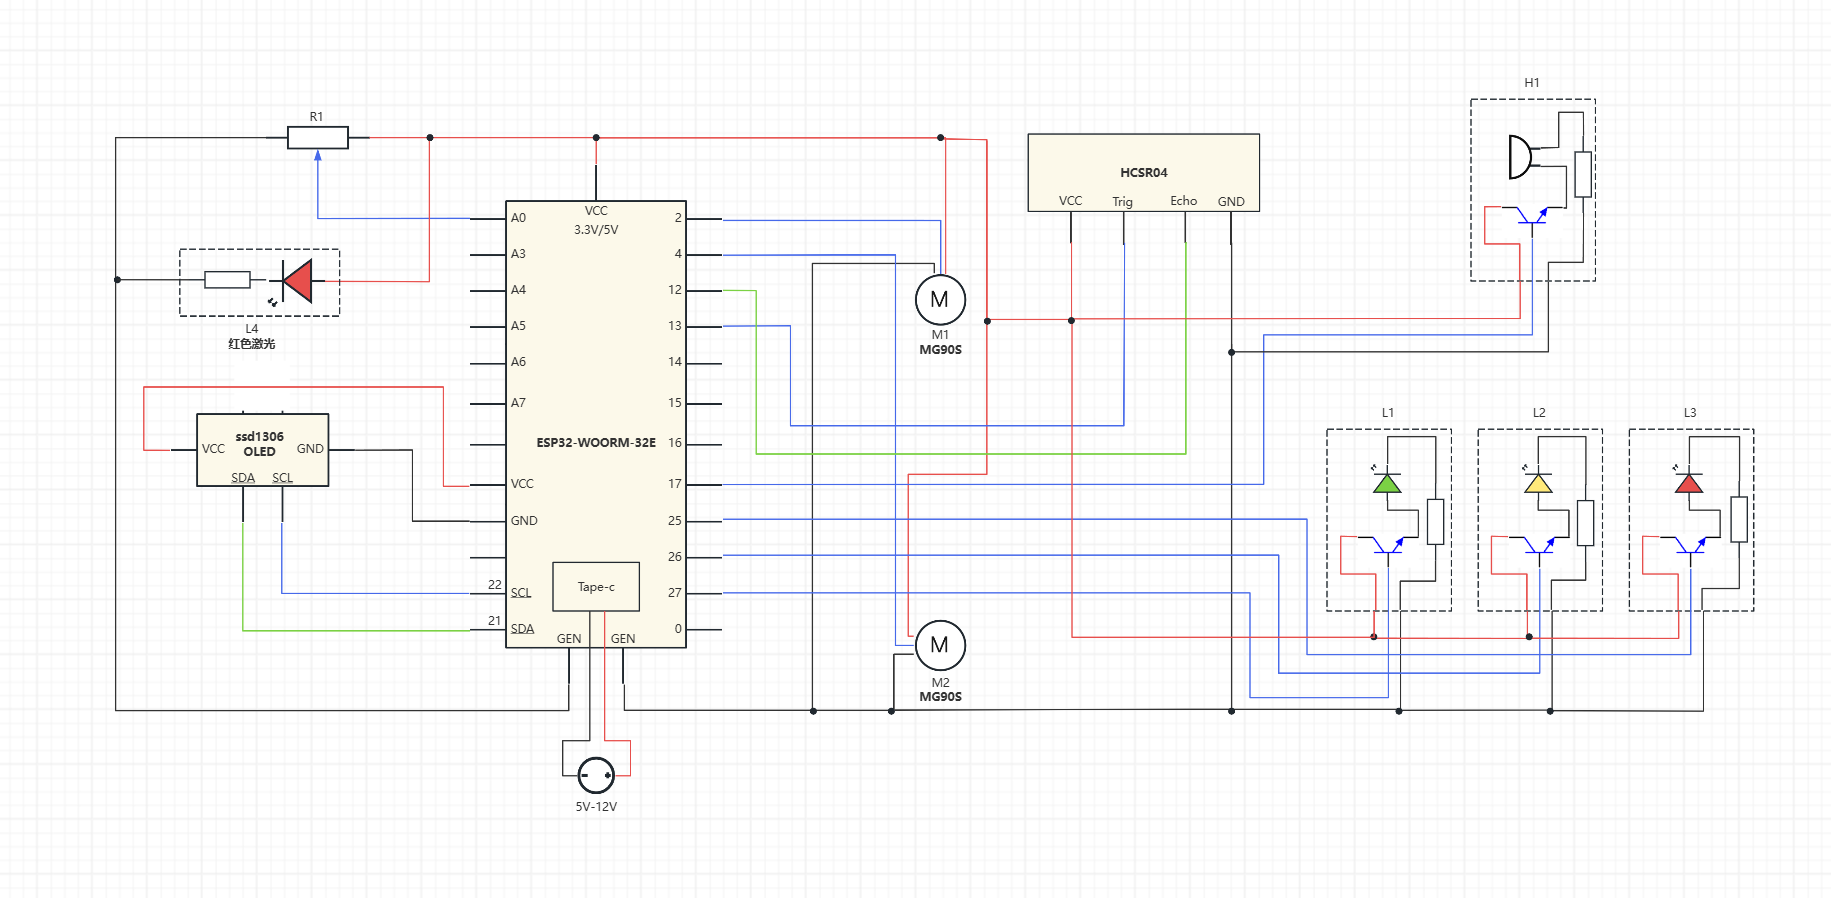 H1
R1
HCSR04
VCC
Trig
Echo
GND
VCC
3.3V/5V
A0
A3
A4
A5
A6
A7
VCC
GND
22
SCL
21
SDA
2
4
12
13
14
15
16
17
25
26
27
0
ESP32-WOORM-32E
Tape-c
GEN
GEN
L4
红色激光
ssd1306
OLED
VCC
GND
SDA
SCL
M
M1
MG90S
M
M2
MG90S
L1
L2
L3
5V-12V